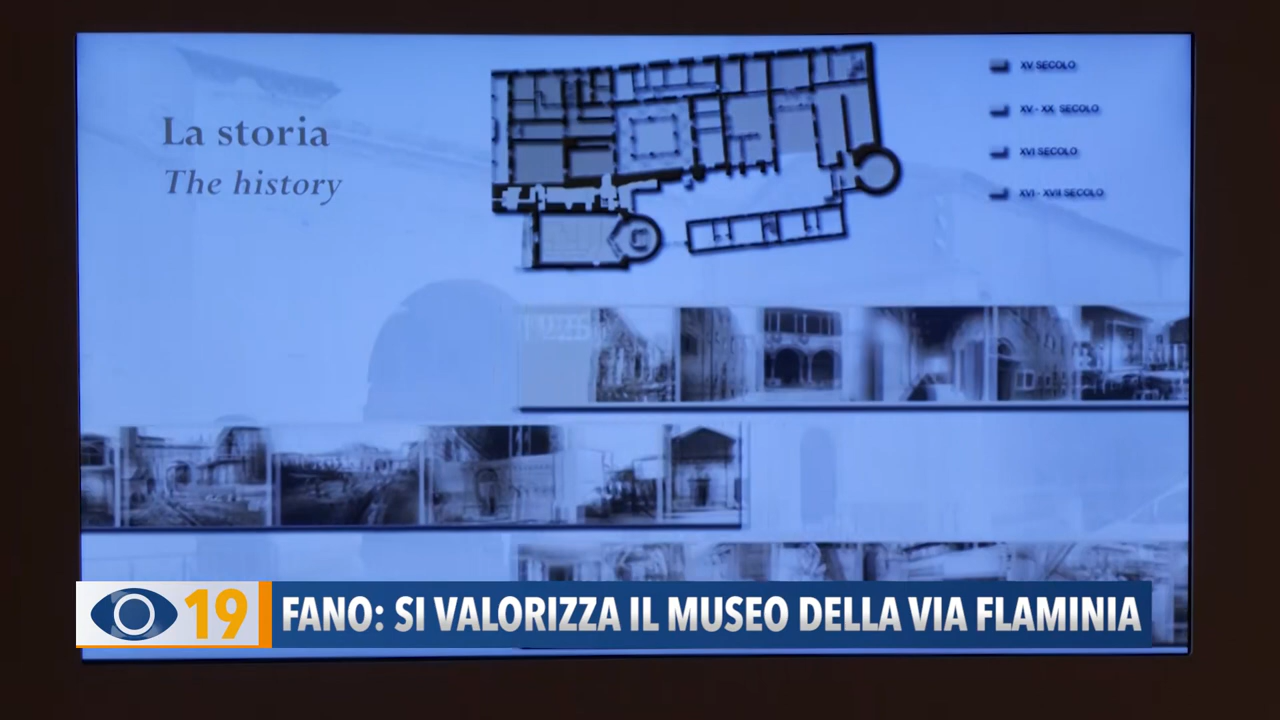 La storia
The history
XV SECOLO
XV - XX SECOLO
XVI SECOLO
XVI - XVII SECOLO
19
FANO: SI VALORIZZA IL MUSEO DELLA VIA FLAMINIA